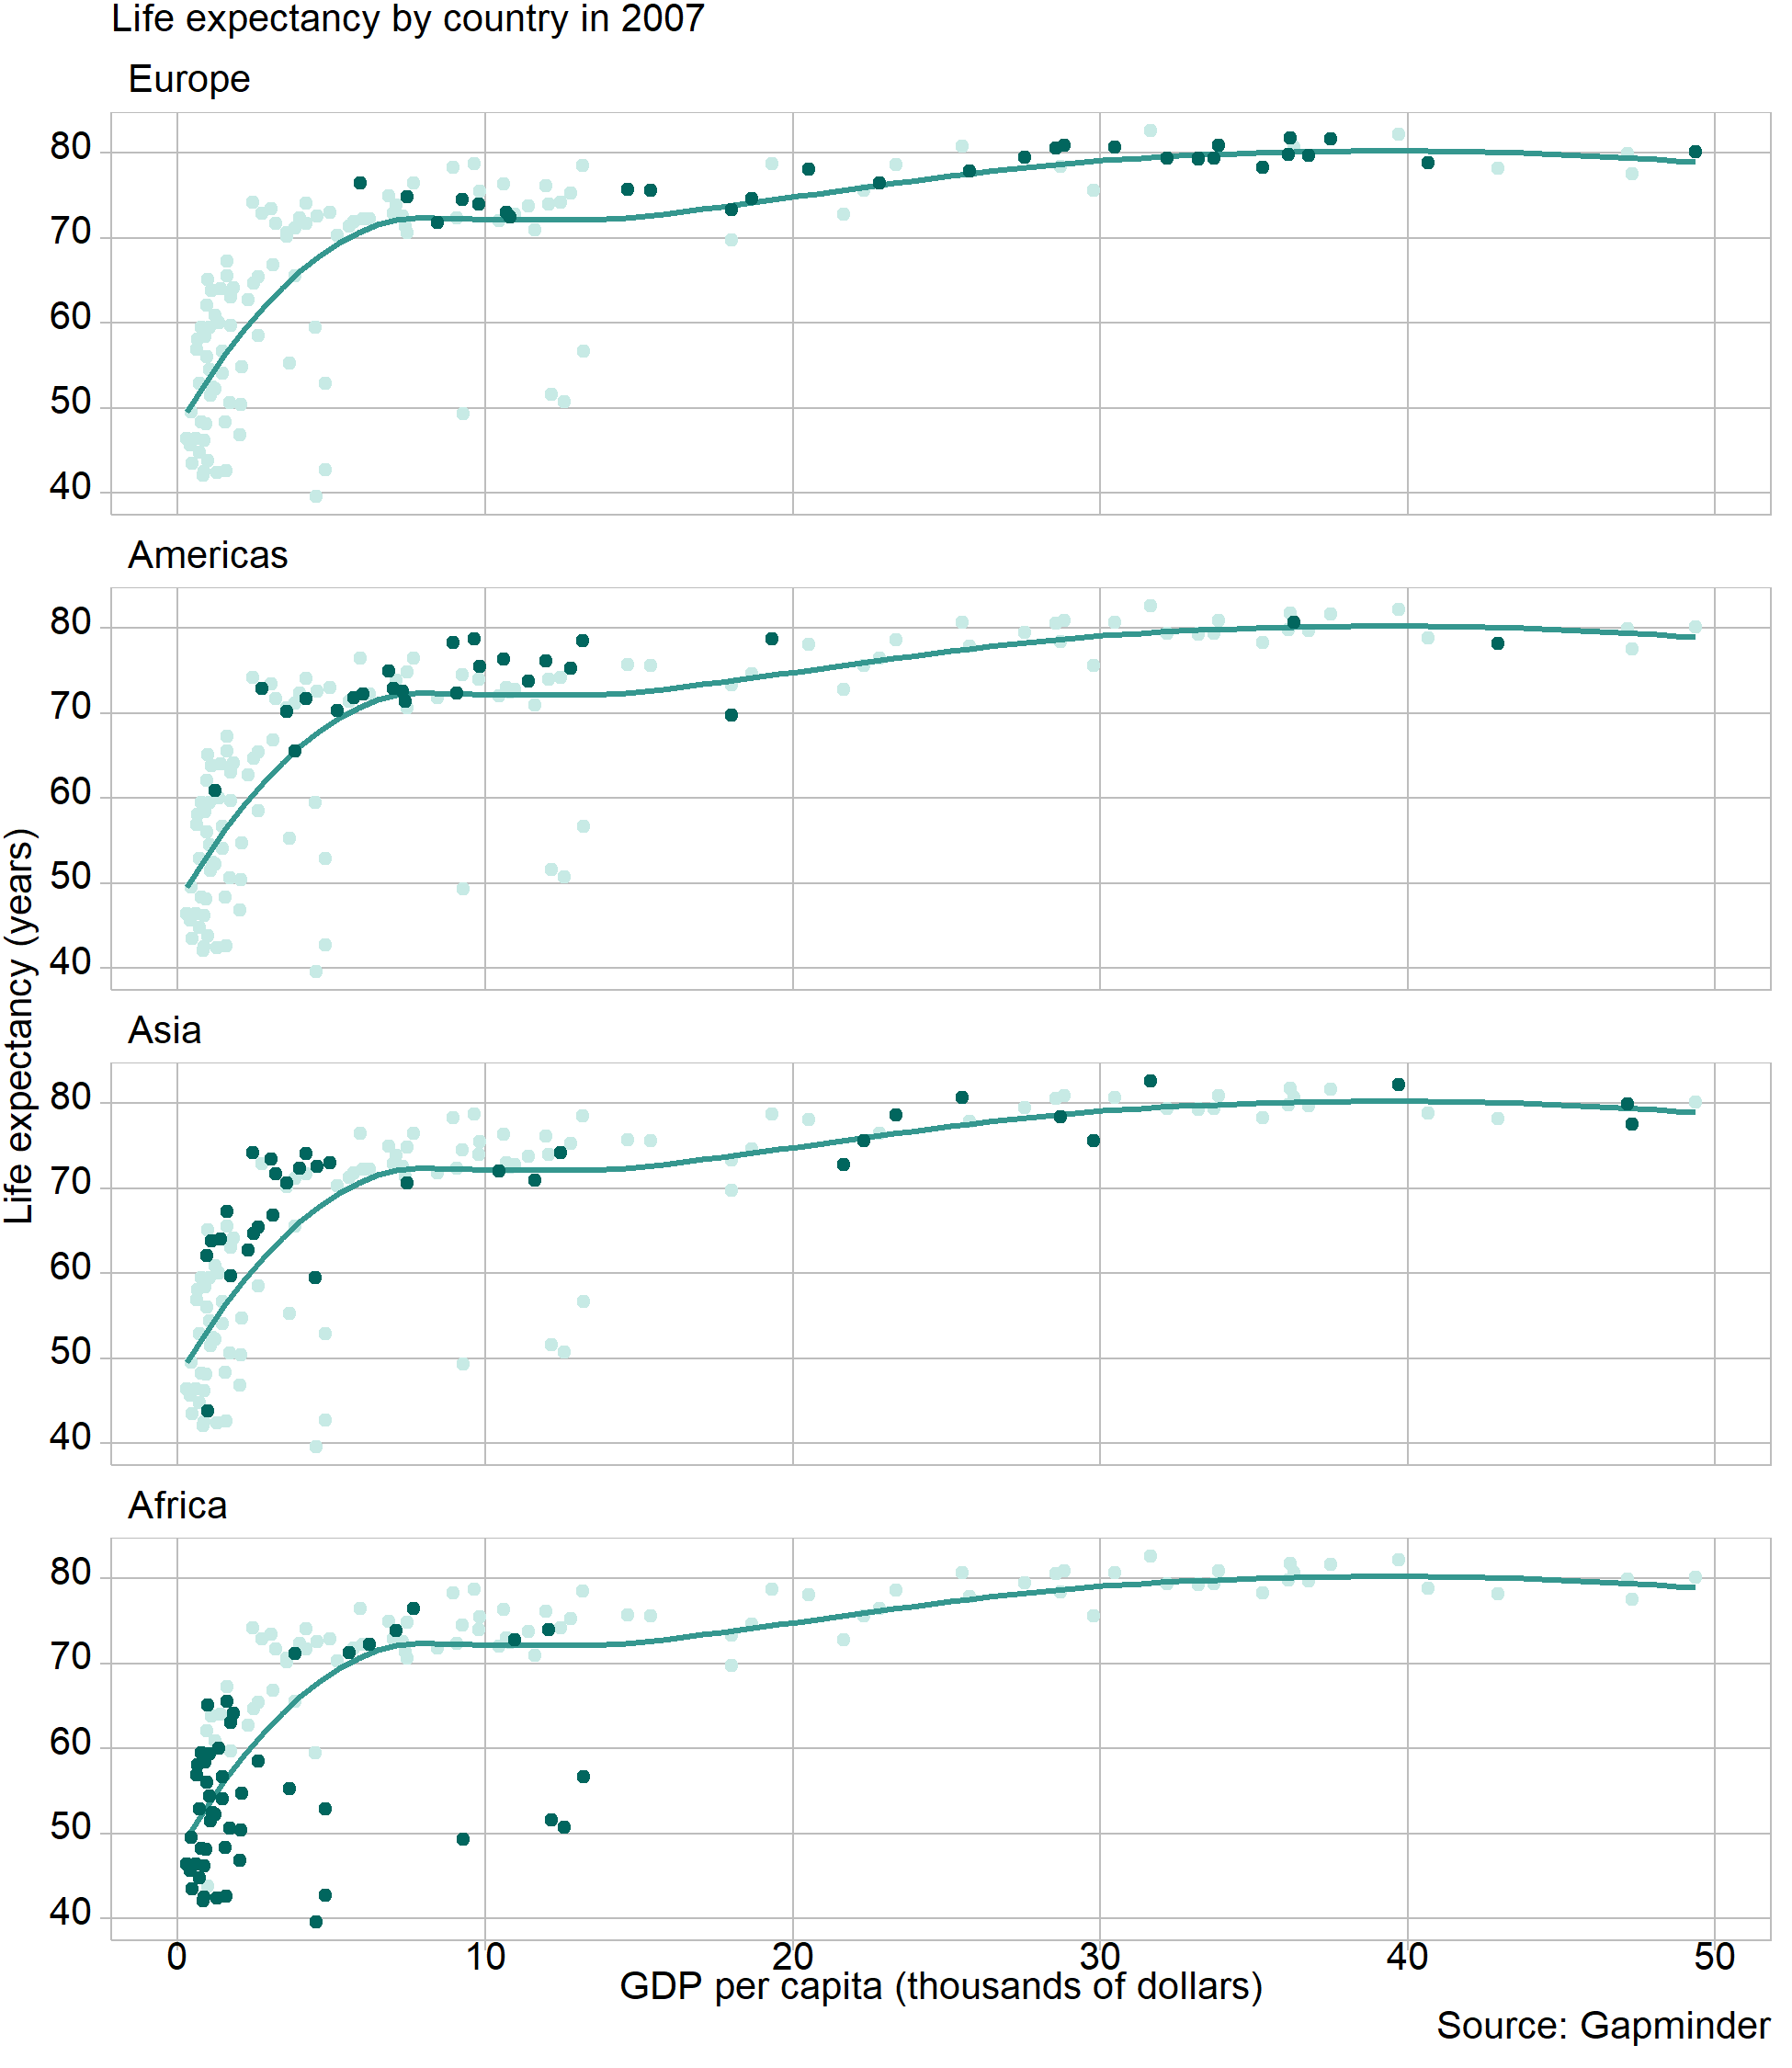 Life expectancy by country in 2007
Europe
80
70
60
50
40
Americas
80
70
60
50
40
Life expectancy (years)
Asia
80
70
60
50
40
Africa
80
70
60
50
40
0 10 20 30 40 50
GDP per capita (thousands of dollars)
Source: Gapminder